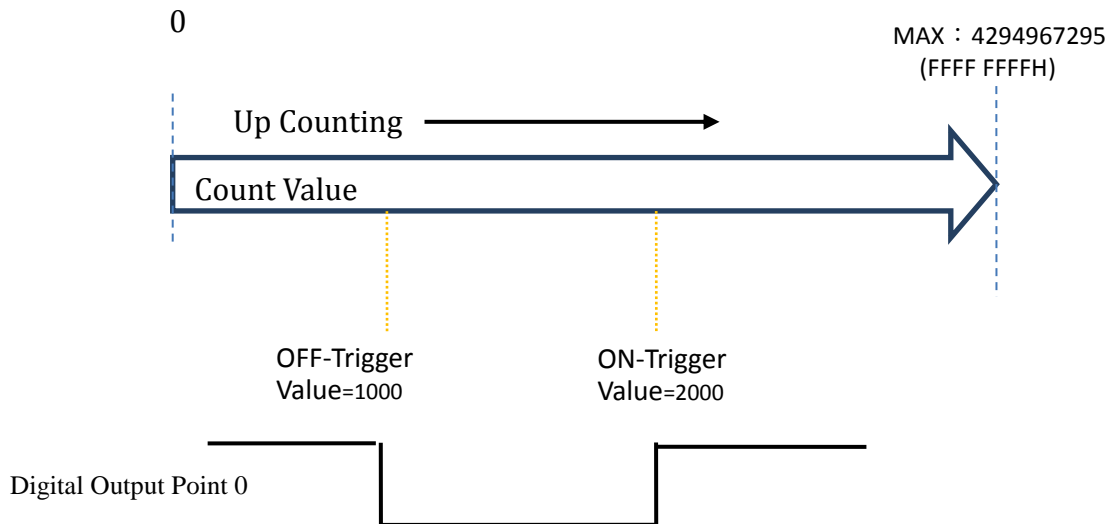 0
MAX：4294967295
(FFFF FFFFH)
Up Counting
Count Value
OFF-Trigger
Value=1000
ON-Trigger
Value=2000
Digital Output Point 0